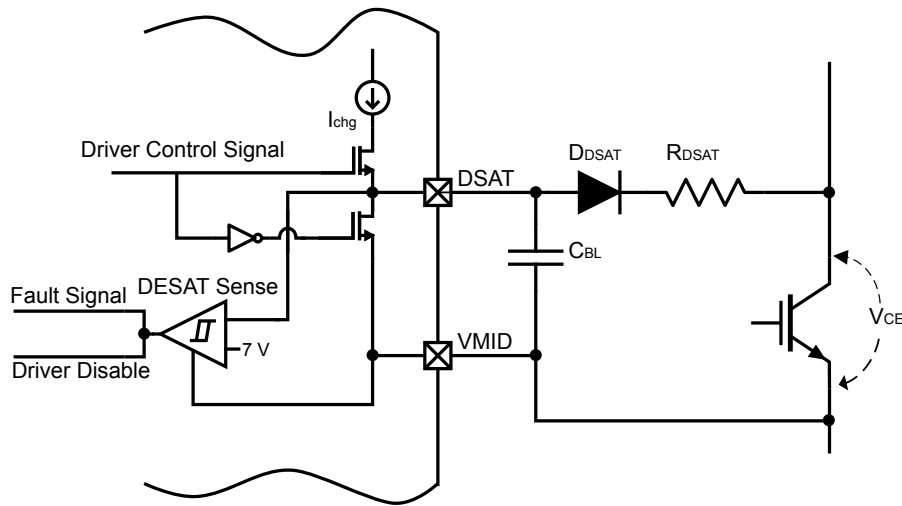 Ichg
Driver Control Signal
DSAT
DDSAT
RDSAT
CBL
DESAT Sense
Fault Signal
7 V
Driver Disable
VMID
VCE